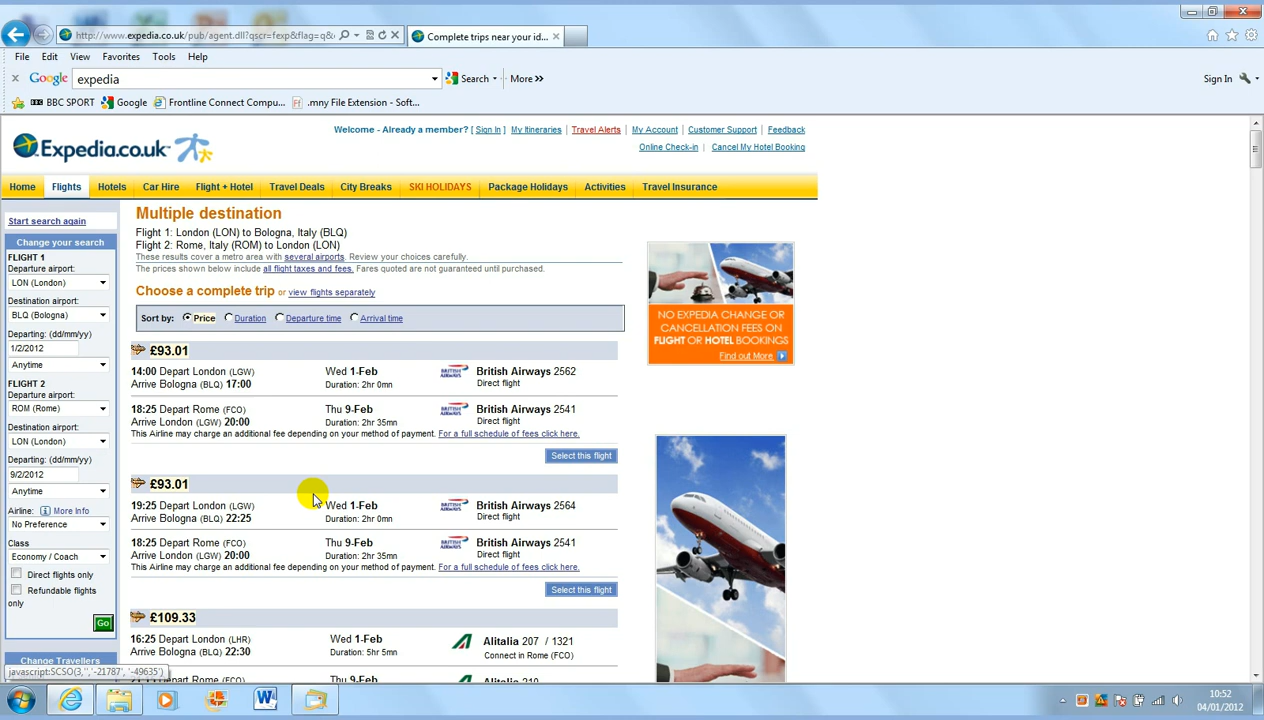 http://www.expedia.co.uk/pub/agent.dll?qscr=fexp&flag=q&
Complete trips near your id...
File Edit View Favorites Tools Help
Google expedia Search More »
Sign In
BBC SPORT Google Frontline Connect Compu... .mny File Extension - Soft...
Welcome - Already a member? [ Sign In ] | My Itineraries | Travel Alerts | My Account | Customer Support | Feedback
Online Check-in | Cancel My Hotel Booking
Expedia.co.uk
Home Flights Hotels Car Hire Flight + Hotel Travel Deals City Breaks SKI HOLIDAYS Package Holidays Activities Travel Insurance
Start search again
Change your search
FLIGHT 1
Departure airport:
LON (London)
Destination airport:
BLQ (Bologna)
Departing: (dd/mm/yy)
1/2/2012
Anytime
FLIGHT 2
Departure airport:
ROM (Rome)
Destination airport:
LON (London)
Departing: (dd/mm/yy)
9/2/2012
Anytime
Airline: More Info
No Preference
Class
Economy / Coach
Direct flights only
Refundable flights
only
Go
Change Travellers
javascript:SCSO(3,'','-21787', '-49635')
Multiple destination
Flight 1: London (LON) to Bologna, Italy (BLQ)
Flight 2: Rome, Italy (ROM) to London (LON)
These results cover a metro area with several airports. Review your choices carefully.
The prices shown below include all flight taxes and fees. Fares quoted are not guaranteed until purchased.
Choose a complete trip or view flights separately
Sort by: Price Duration Departure time Arrival time
£93.01
14:00 Depart London (LGW) Wed 1-Feb British Airways 2562
Arrive Bologna (BLQ) 17:00 Duration: 2hr 0mn Direct flight
18:25 Depart Rome (FCO) Thu 9-Feb British Airways 2541
Arrive London (LGW) 20:00 Duration: 2hr 35mn Direct flight
This Airline may charge an additional fee depending on your method of payment. For a full schedule of fees click here.
Select this flight
£93.01
19:25 Depart London (LGW) Wed 1-Feb British Airways 2564
Arrive Bologna (BLQ) 22:25 Duration: 2hr 0mn Direct flight
18:25 Depart Rome (FCO) Thu 9-Feb British Airways 2541
Arrive London (LGW) 20:00 Duration: 2hr 35mn Direct flight
This Airline may charge an additional fee depending on your method of payment. For a full schedule of fees click here.
Select this flight
£109.33
16:25 Depart London (LHR) Wed 1-Feb Alitalia 207 / 1321
Arrive Bologna (BLQ) 22:30 Duration: 5hr 5mn Connect in Rome (FCO)
Depart Rome (FCO) Thu 9-Feb Alitalia 210
NO EXPEDIA CHANGE OR
CANCELLATION FEES ON
FLIGHT OR HOTEL BOOKINGS
Find out More
10:52
04/01/2012